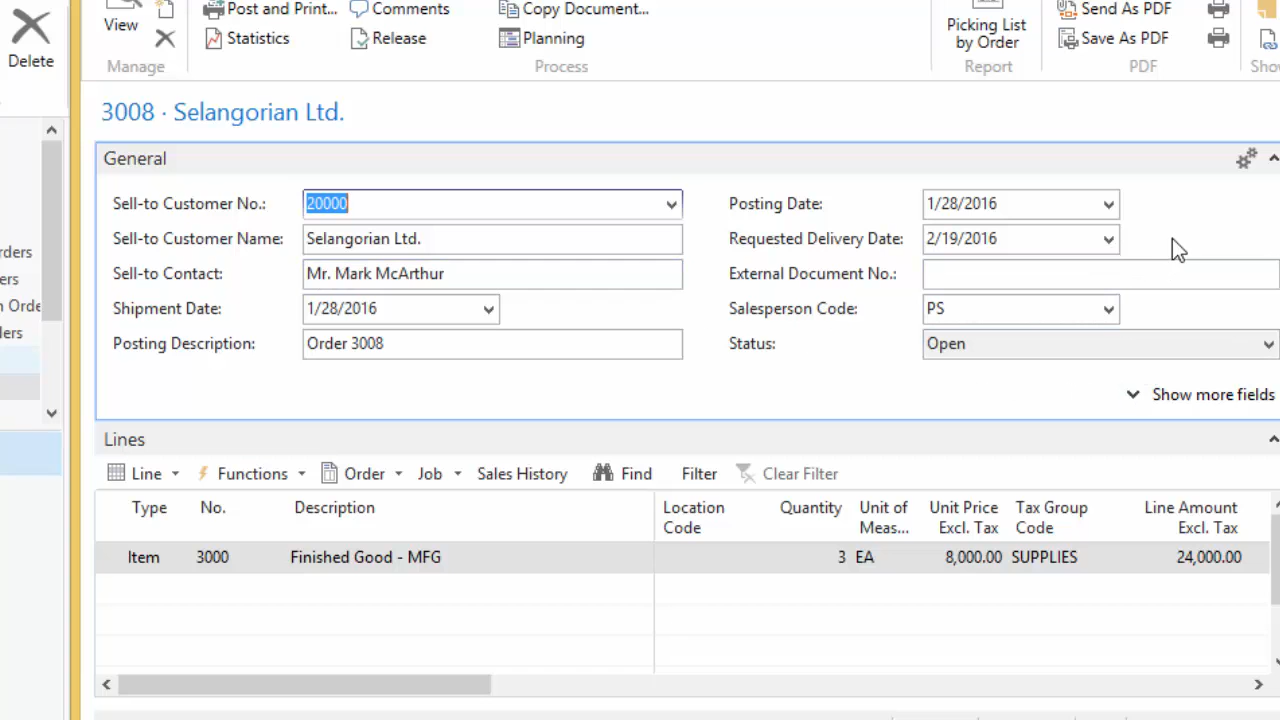 Delete
View
Manage
Post and Print...
Statistics
Comments
Release
Copy Document...
Planning
Process
Picking List
by Order
Report
Send As PDF
Save As PDF
PDF
Sho
3008 · Selangorian Ltd.
General
Sell-to Customer No.: 20000
Sell-to Customer Name: Selangorian Ltd.
Sell-to Contact: Mr. Mark McArthur
Shipment Date: 1/28/2016
Posting Description: Order 3008
Posting Date: 1/28/2016
Requested Delivery Date: 2/19/2016
External Document No.:
Salesperson Code: PS
Status: Open
Show more fields
rders
ers
n Orde
lers
Lines
Line Functions Order Job Sales History Find Filter Clear Filter
Type No. Description Location Code Quantity Unit of Meas... Unit Price Excl. Tax Tax Group Code Line Amount Excl. Tax
Item 3000 Finished Good - MFG 3 EA 8,000.00 SUPPLIES 24,000.00